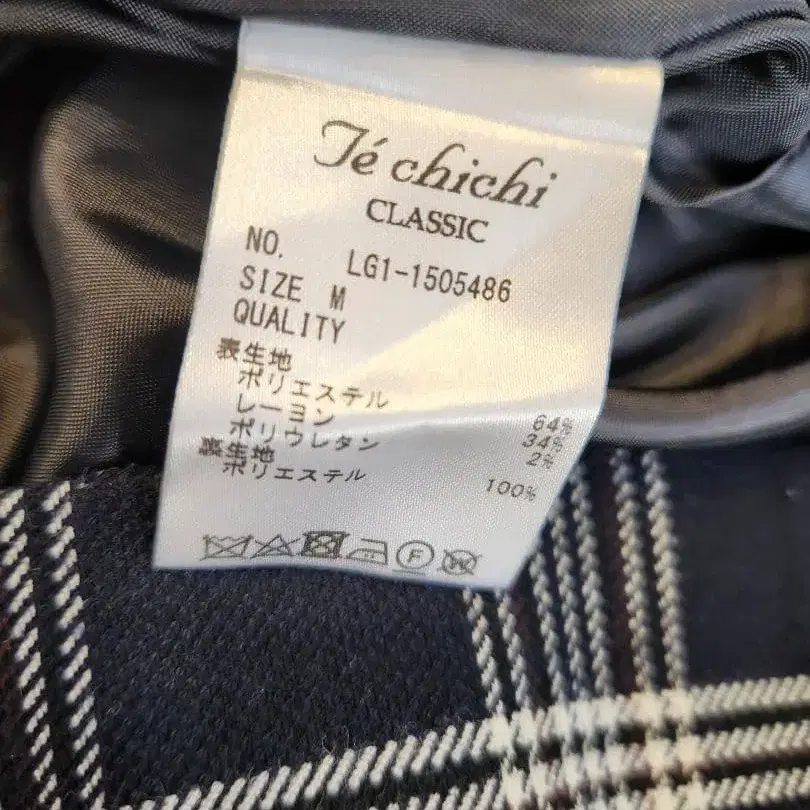 Té chichi
CLASSIC
NO. LG1-1505486
SIZE M
QUALITY
表生地
ポリエステル 64%
レーヨン 34%
ポリウレタン 2%
裏生地
ポリエステル 100%
F
W